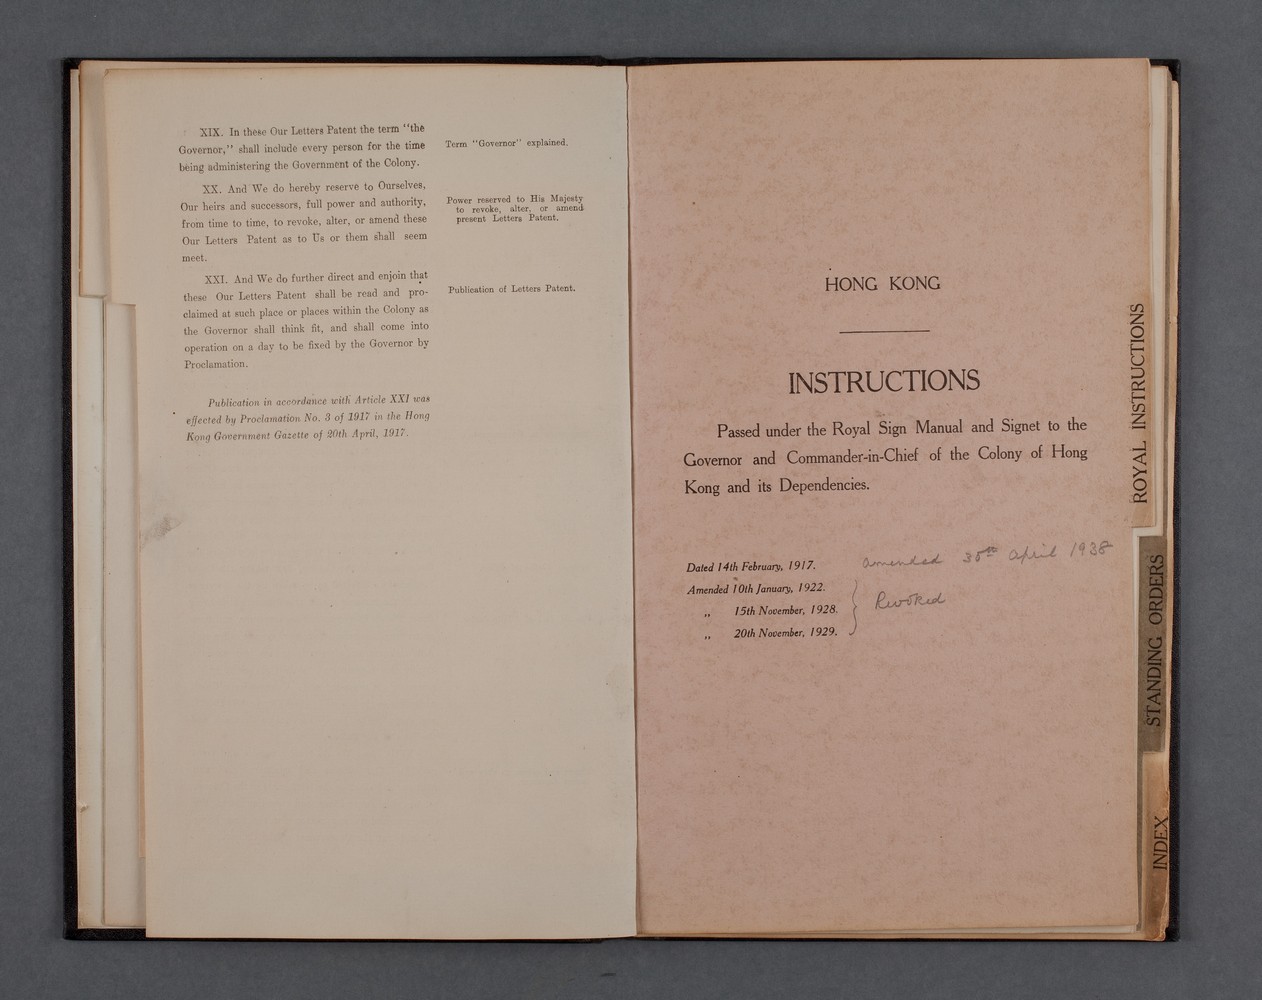 XIX. In these Our Letters Patent the term "the
Governor," shall include every person for the time
being administering the Government of the Colony.
Term "Governor" explained.
XX. And We do hereby reserve to Ourselves,
Our heirs and successors, full power and authority,
from time to time, to revoke, alter, or amend these
Our Letters Patent as to Us or them shall seem
meet.
Power reserved to His Majesty
to revoke, alter, or amend
present Letters Patent.
XXI. And We do further direct and enjoin that
these Our Letters Patent shall be read and pro-
claimed at such place or places within the Colony as
the Governor shall think fit, and shall come into
operation on a day to be fixed by the Governor by
Proclamation.
Publication of Letters Patent.
Publication in accordance with Article XXI was
effected by Proclamation No. 3 of 1917 in the Hong
Kong Government Gazette of 20th April, 1917.
HONG KONG
INSTRUCTIONS
Passed under the Royal Sign Manual and Signet to the
Governor and Commander-in-Chief of the Colony of Hong
Kong and its Dependencies.
Dated 14th February, 1917.
amended April 1938
Amended 10th January, 1922.
„ 15th November, 1928.
„ 20th November, 1929.
Revoked
ROYAL INSTRUCTIONS
STANDING ORDERS
INDEX